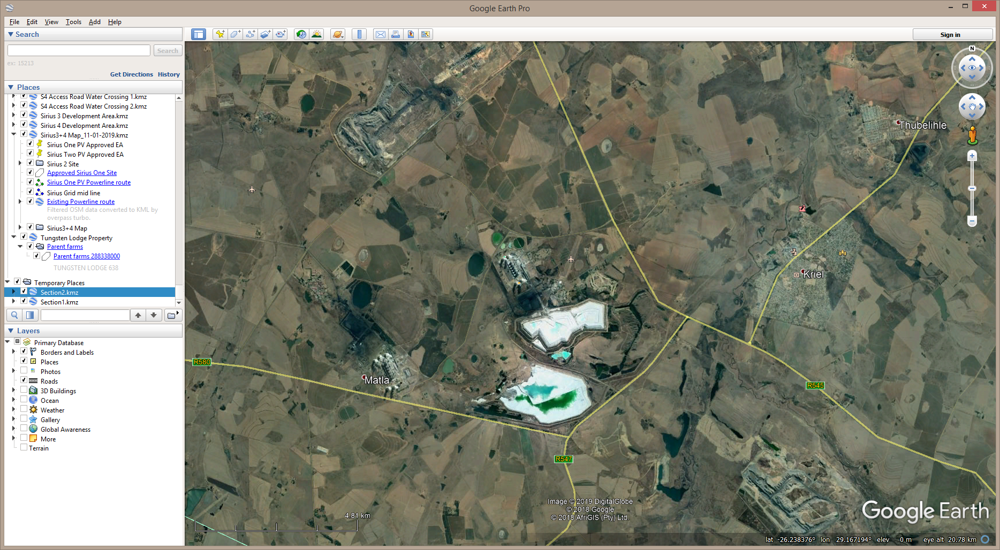 Google Earth Pro
File Edit View Tools Add Help
Search
Search
ex: 15213
Get Directions History
Places
S4 Access Road Water Crossing 1.kmz
S4 Access Road Water Crossing 2.kmz
Sirius 3 Development Area.kmz
Sirius 4 Development Area.kmz
Sirius3+4 Map_11-01-2019.kmz
Sirius One PV Approved EA
Sirius Two PV Approved EA
Sirius 2 Site
Approved Sirius One Site
Sirius One PV Powerline route
Sirius Grid mid line
Existing Powerline route
Filtered OSM data converted to KML by
overpass turbo.
Sirius3+4 Map
Tungsten Lodge Property
Parent farms
Parent farms 288338000
TUNGSTEN LODGE 638
Temporary Places
Section2.kmz
Section1.kmz
Layers
Primary Database
Borders and Labels
Places
Photos
Roads
3D Buildings
Ocean
Weather
Gallery
Global Awareness
More
Terrain
Sign in
N
Thubelihle
Kriel
R580
Matla
R545
R547
4.81 km
Image © 2019 DigitalGlobe
© 2018 Google
© 2018 AfriGIS (Pty) Ltd.
Google Earth
lat -26.238376° lon 29.167194° elev 0 m eye alt 20.78 km